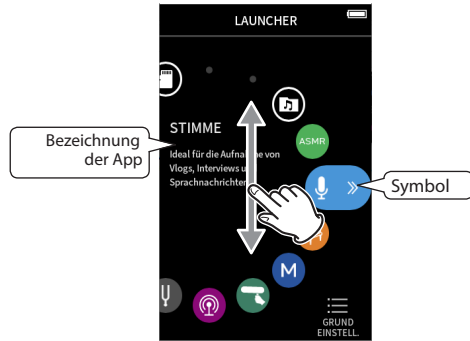 LAUNCHER
Bezeichnung
der App
STIMME
Ideal für die Aufnahme von
Vlogs, Interviews u
Sprachnachrichten
ASMR
Symbol
M
GRUND
EINSTELL.